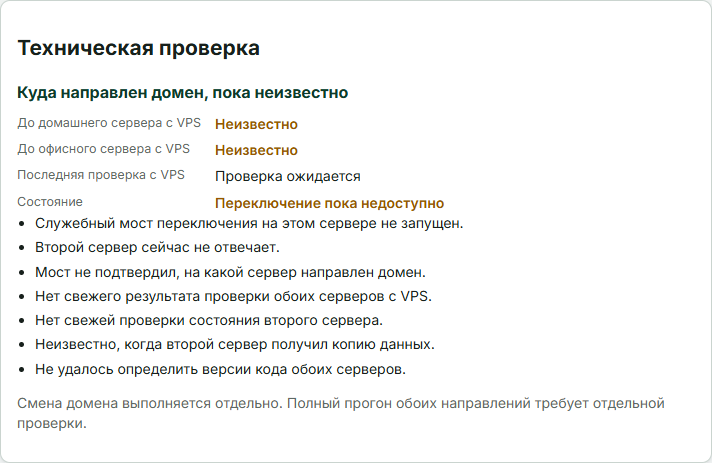 Техническая проверка
Куда направлен домен, пока неизвестно
До домашнего сервера с VPS Неизвестно
До офисного сервера с VPS Неизвестно
Последняя проверка с VPS Проверка ожидается
Состояние Переключение пока недоступно
• Служебный мост переключения на этом сервере не запущен.
• Второй сервер сейчас не отвечает.
• Мост не подтвердил, на какой сервер направлен домен.
• Нет свежего результата проверки обоих серверов с VPS.
• Нет свежей проверки состояния второго сервера.
• Неизвестно, когда второй сервер получил копию данных.
• Не удалось определить версии кода обоих серверов.
Смена домена выполняется отдельно. Полный прогон обоих направлений требует отдельной
проверки.